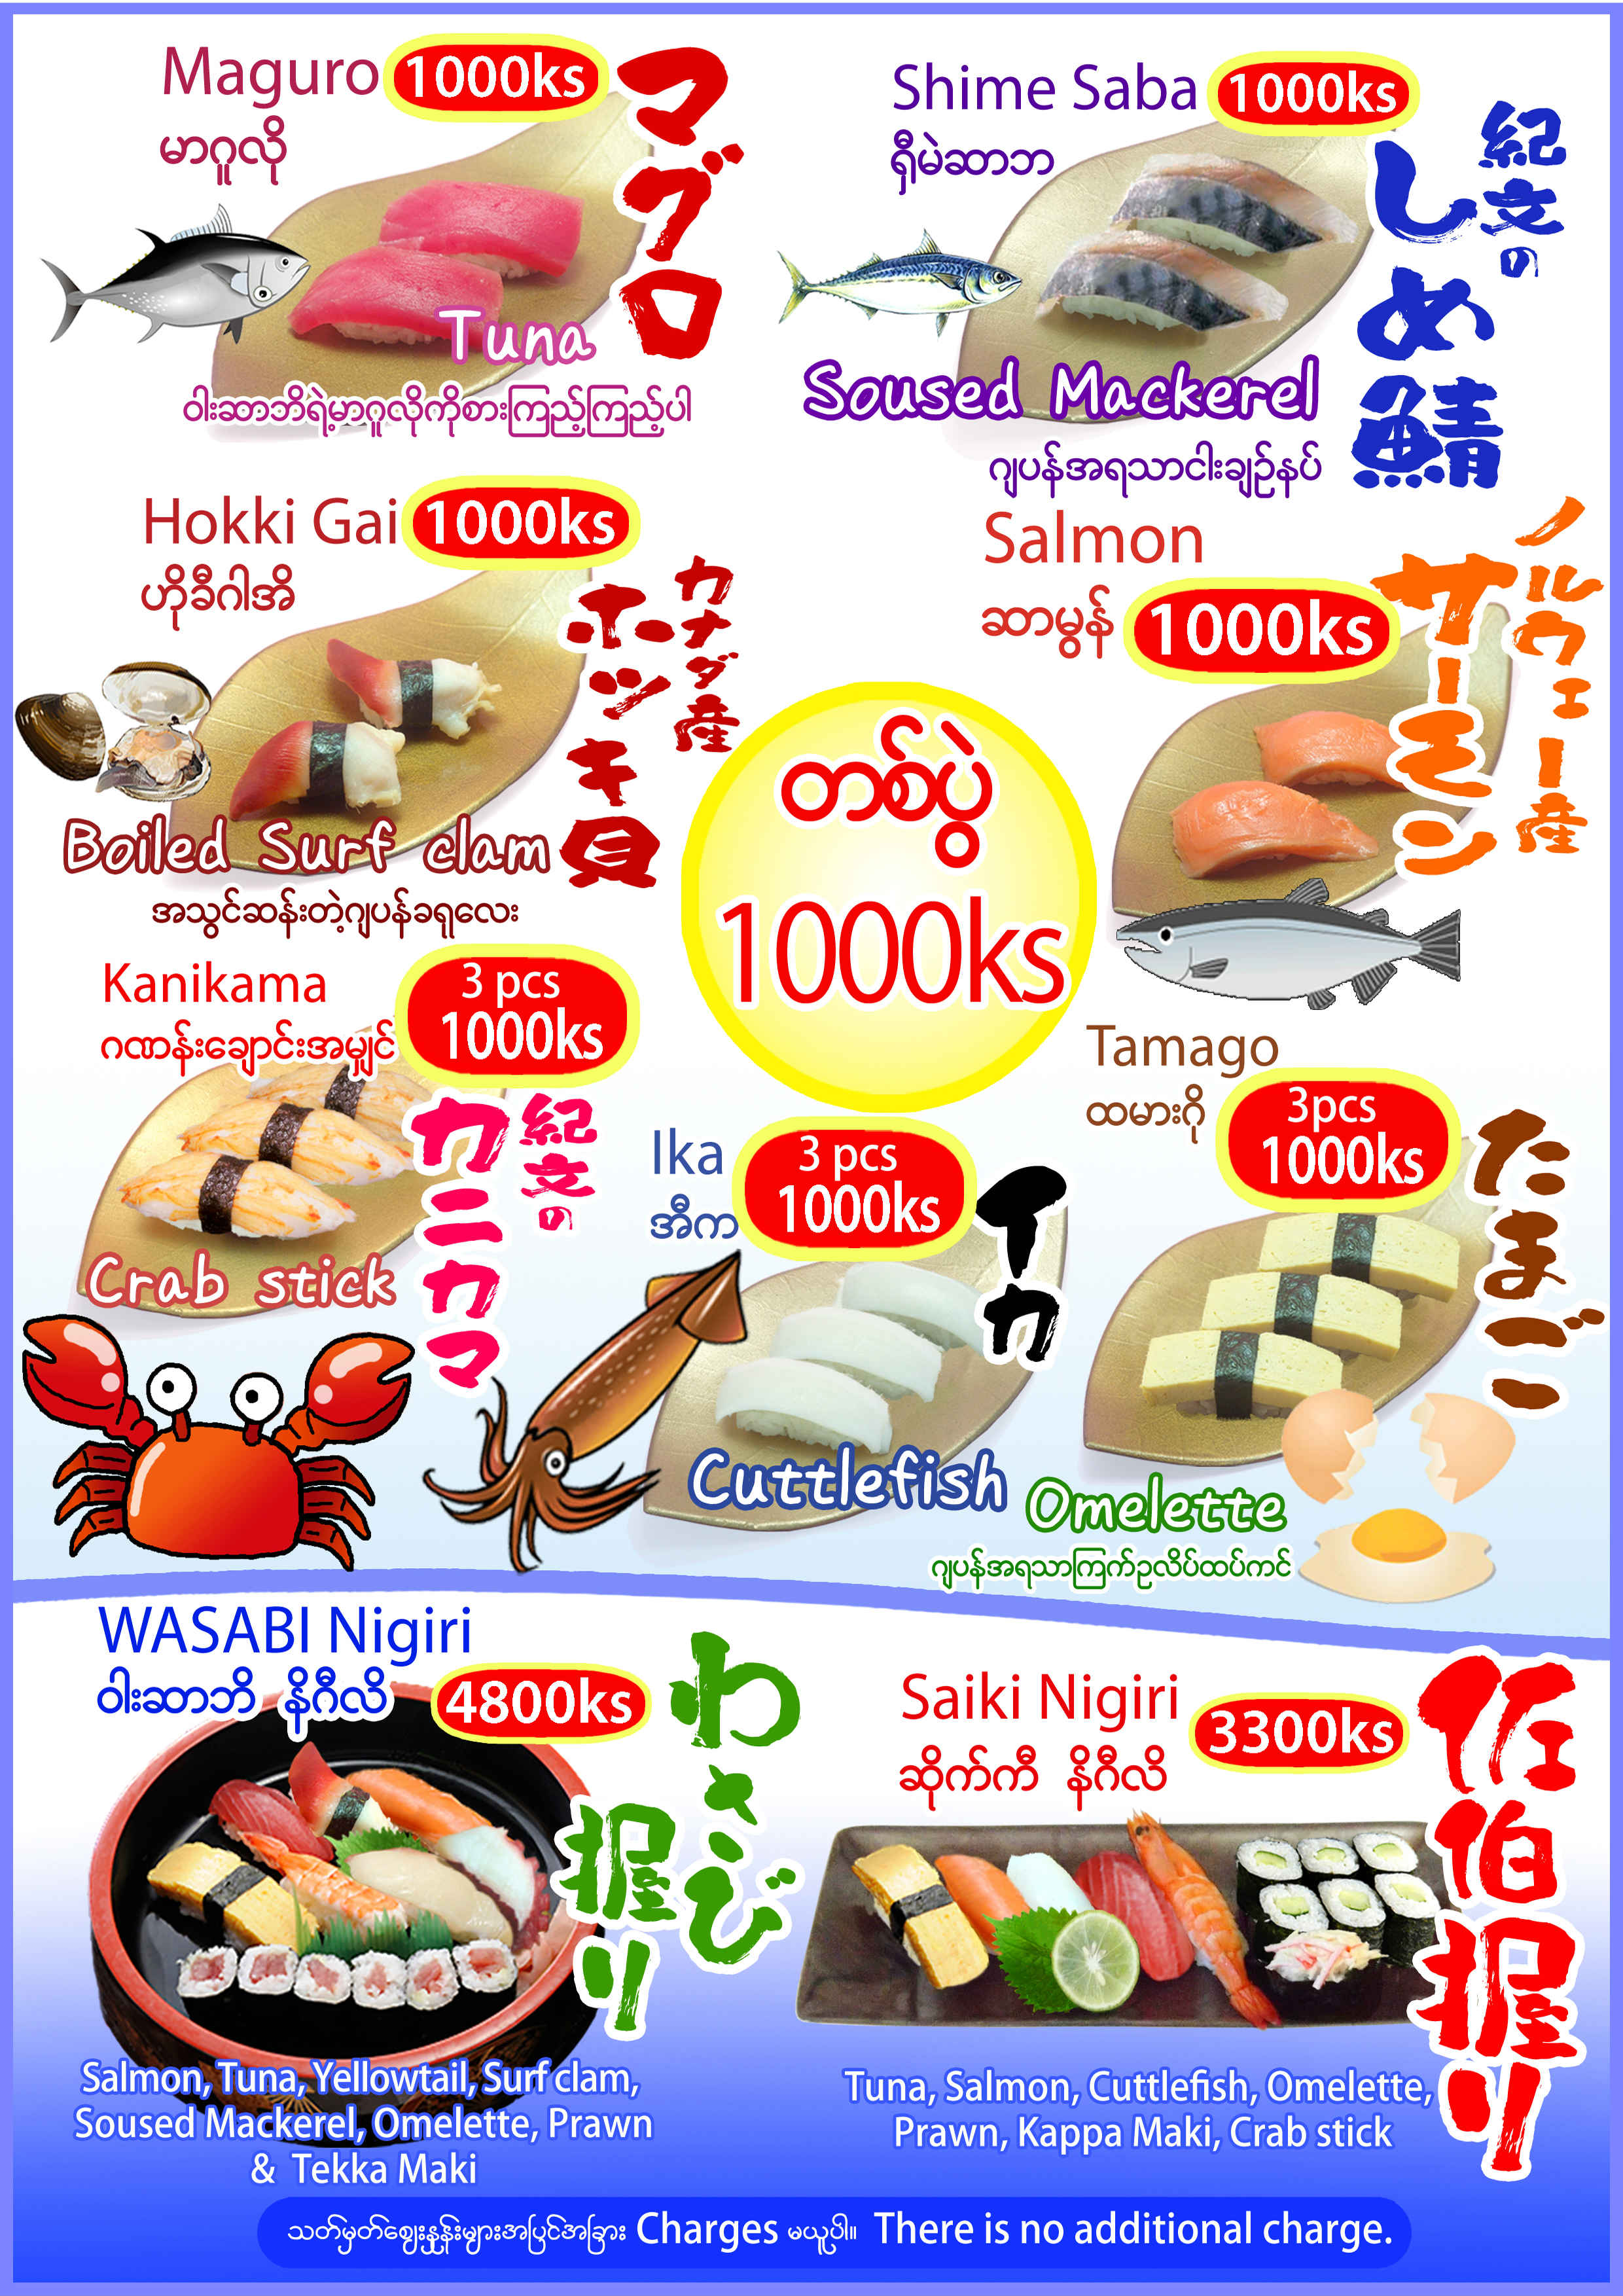 Maguro 1000ks
မာဂူလို
マグロ
Tuna
ဝါးဆာဘိရဲ့မာဂူလိုကိုစားကြည့်ကြည့်ပါ
Shime Saba 1000ks
ရှီမဲဆာဘ
紀文の
しめ鯖
Soused Mackerel
ဂျပန်အရသာငါးချဉ်နပ်
Hokki Gai 1000ks
ဟိုခီဂါအိ
カナダ産
ホッキ貝
Boiled Surf clam
အသွင်ဆန်းတဲ့ဂျပန်ခရုလေး
Salmon
ဆာမွန် 1000ks
ノルウェー産
サーモン
တစ်ပွဲ
1000ks
Kanikama
ဂဏန်းချောင်းအမျှင်
3 pcs
1000ks
紀文の
カニカマ
Crab stick
Ika
အီက
3 pcs
1000ks
イカ
Cuttlefish
Tamago
ထမားဂို
3pcs
1000ks
たまご
Omelette
ဂျပန်အရသာကြက်ဥလိပ်ထပ်ကင်
WASABI Nigiri
ဝါးဆာဘိ နိဂီလိ 4800ks
わさび
握り
Salmon, Tuna, Yellowtail, Surf clam,
Soused Mackerel, Omelette, Prawn
& Tekka Maki
Saiki Nigiri 3300ks
ဆိုက်ကီ နိဂီလိ
佐伯握り
Tuna, Salmon, Cuttlefish, Omelette,
Prawn, Kappa Maki, Crab stick
သတ်မှတ်ဈေးနှုန်းများအပြင်အခြား Charges မယူပါ။ There is no additional charge.